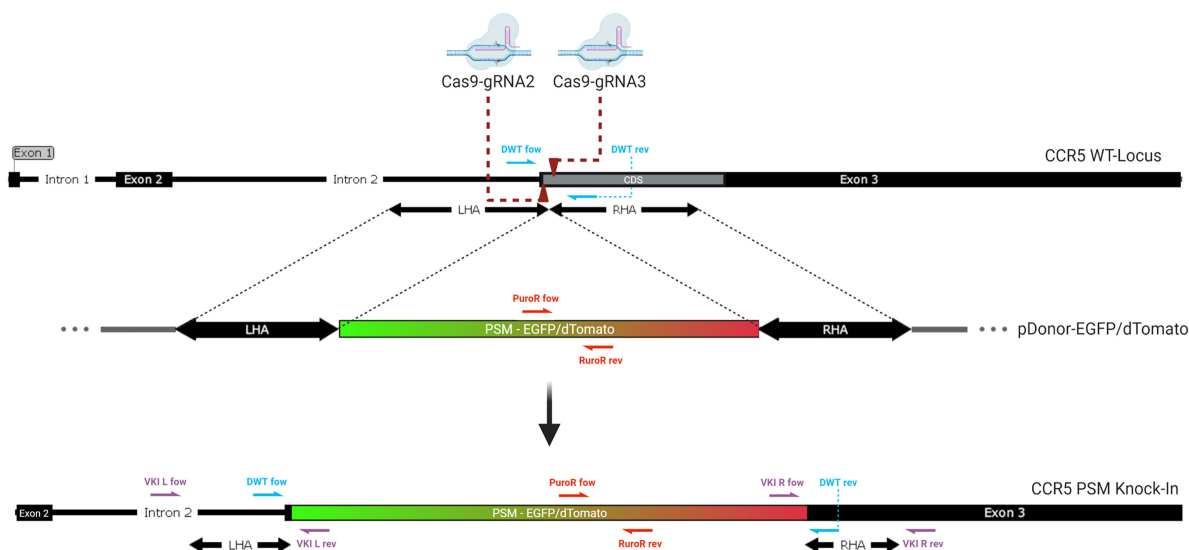 Cas9-gRNA2 Cas9-gRNA3
DWT fow DWT rev
CCR5 WT-Locus
Exon 1
Intron 1 Exon 2 Intron 2 CDS Exon 3
LHA RHA
PuroR fow
LHA PSM - EGFP/dTomato RHA pDonor-EGFP/dTomato
RuroR rev
VKI L fow DWT fow PuroR fow VKI R fow DWT rev CCR5 PSM Knock-In
Exon 2 Intron 2 PSM - EGFP/dTomato Exon 3
LHA VKI L rev RuroR rev RHA VKI R rev